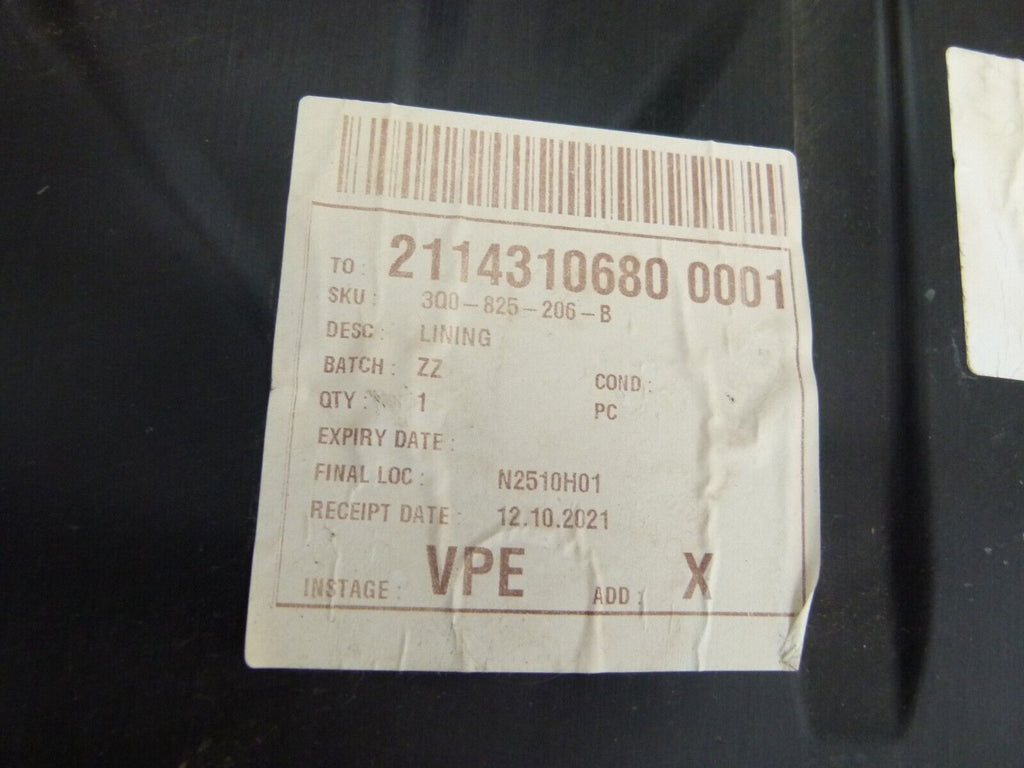 TO : 2114310680 0001
SKU : 3Q0-825-206-B
DESC : LINING
BATCH : ZZ COND :
QTY : 1 PC
EXPIRY DATE :
FINAL LOC : N2510H01
RECEIPT DATE : 12.10.2021
INSTAGE : VPE ADD : X